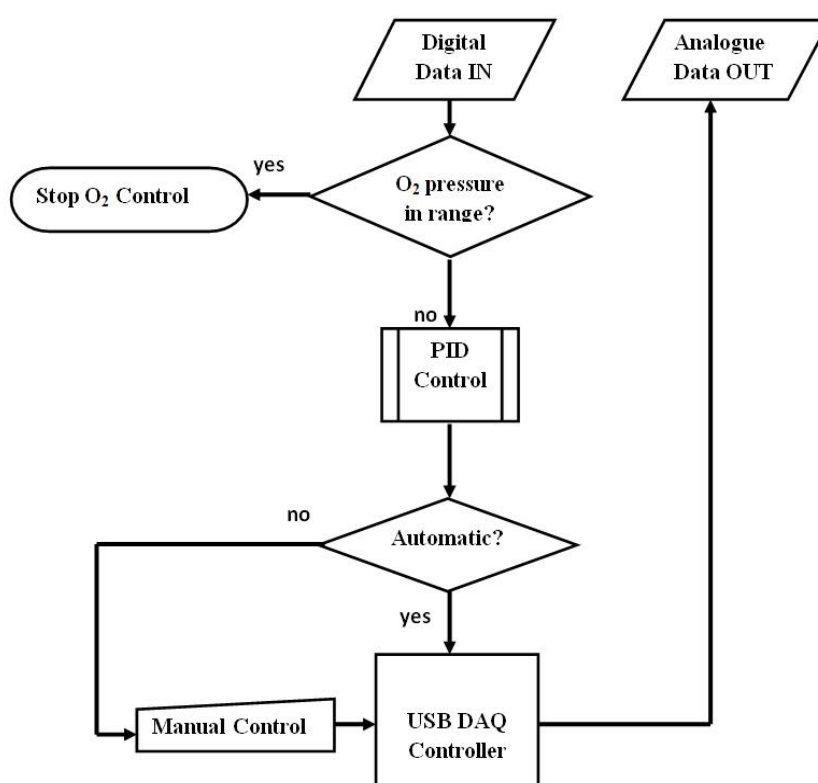 Digital
Data IN
Analogue
Data OUT
yes
O₂ pressure
in range?
Stop O₂ Control
no
PID
Control
no
Automatic?
yes
Manual Control
USB DAQ
Controller